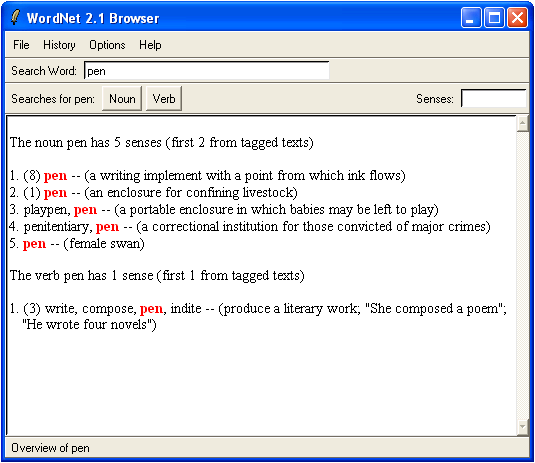 WordNet 2.1 Browser
File History Options Help
Search Word: pen
Searches for pen: Noun Verb Senses:
The noun pen has 5 senses (first 2 from tagged texts)
1. (8) pen -- (a writing implement with a point from which ink flows)
2. (1) pen -- (an enclosure for confining livestock)
3. playpen, pen -- (a portable enclosure in which babies may be left to play)
4. penitentiary, pen -- (a correctional institution for those convicted of major crimes)
5. pen -- (female swan)
The verb pen has 1 sense (first 1 from tagged texts)
1. (3) write, compose, pen, indite -- (produce a literary work; "She composed a poem";
"He wrote four novels")
Overview of pen